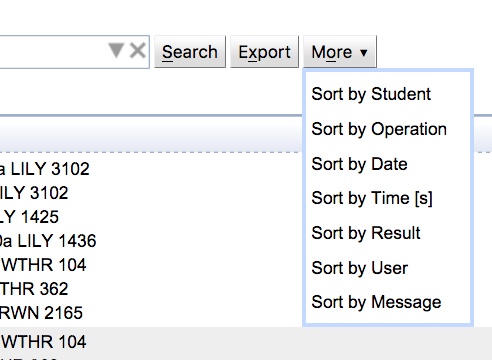 Search Export More ▼
Sort by Student
Sort by Operation
Sort by Date
Sort by Time [s]
Sort by Result
Sort by User
Sort by Message
a LILY 3102
ILY 3102
LY 1425
0a LILY 1436
WTHR 104
THR 362
RWN 2165
WTHR 104